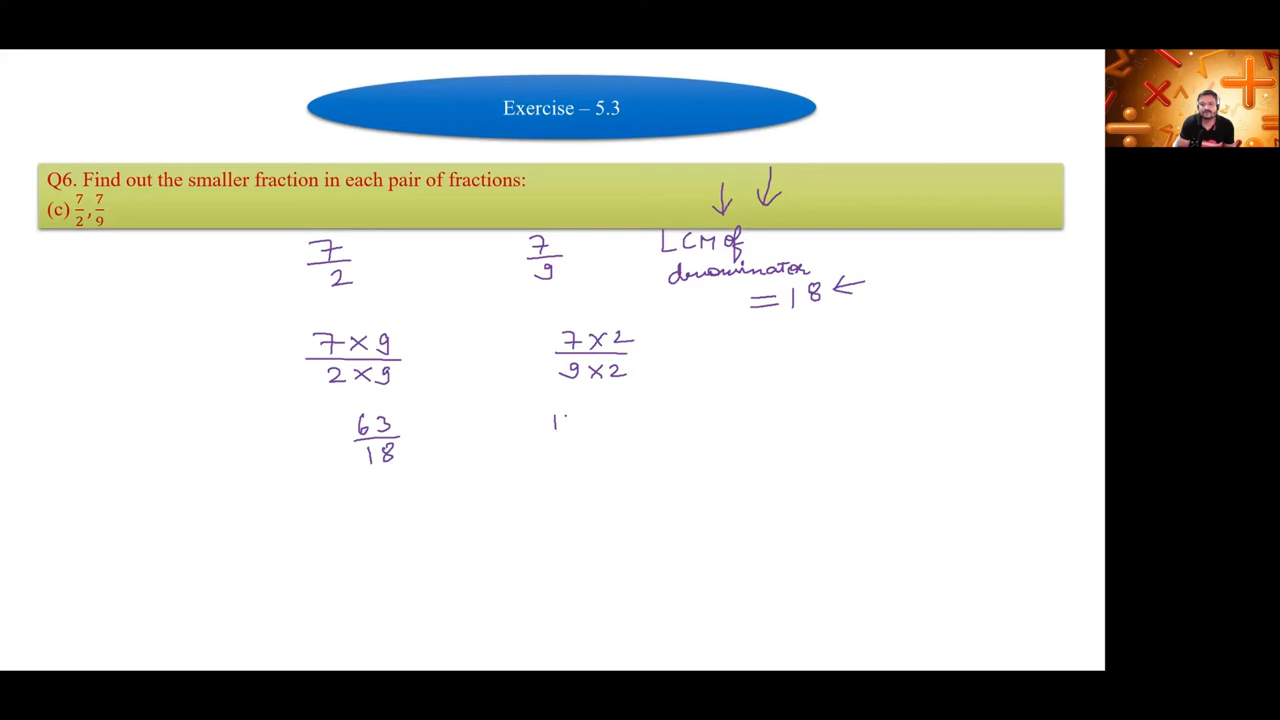 Exercise – 5.3
Q6. Find out the smaller fraction in each pair of fractions:
(c) 7/2, 7/9
7/2 7/9 LCM of
denominator
= 18
7 × 9 / 2 × 9 7 × 2 / 9 × 2
63/18 1